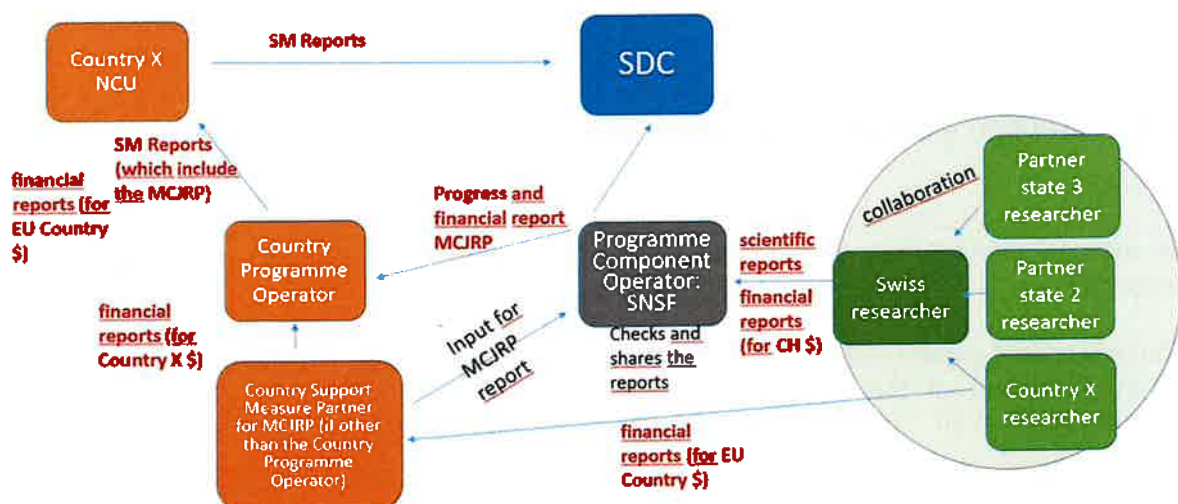 SM Reports
Country X
NCU
SDC
SM Reports
(which include
the MCJRP)
financial
reports (for
EU Country
$)
Progress and
financial report
MCJRP
Country
Programme
Operator
Programme
Component
Operator:
SNSF
Checks and
shares the
reports
collaboration
Partner
state 3
researcher
scientific
reports
financial
reports
(for CH $)
Swiss
researcher
Partner
state 2
researcher
financial
reports (for
Country X $)
Input for
MCJRP
report
Country Support
Measure Partner
for MCJRP (if other
than the Country
Programme
Operator)
Country X
researcher
financial
reports (for EU
Country $)